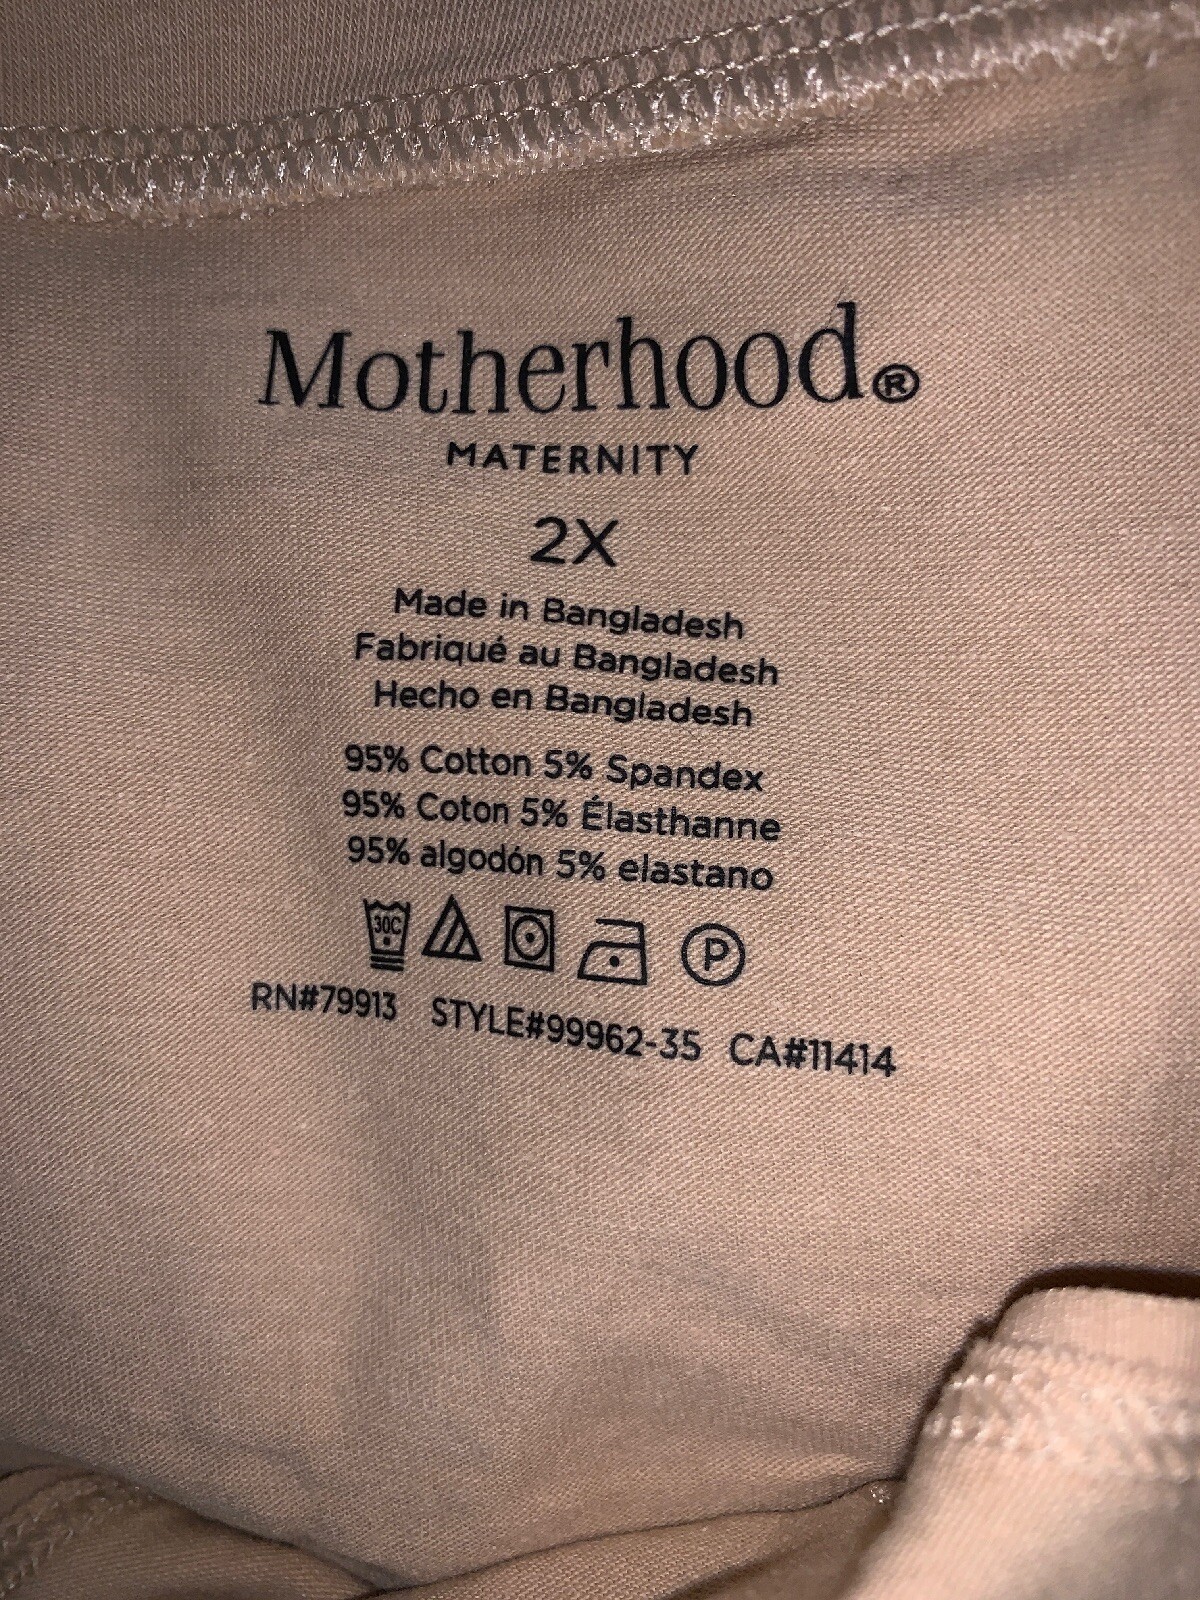 Motherhood®
MATERNITY
2X
Made in Bangladesh
Fabriqué au Bangladesh
Hecho en Bangladesh
95% Cotton 5% Spandex
95% Coton 5% Élasthanne
95% algodón 5% elastano
30C P
RN#79913 STYLE#99962-35 CA#11414